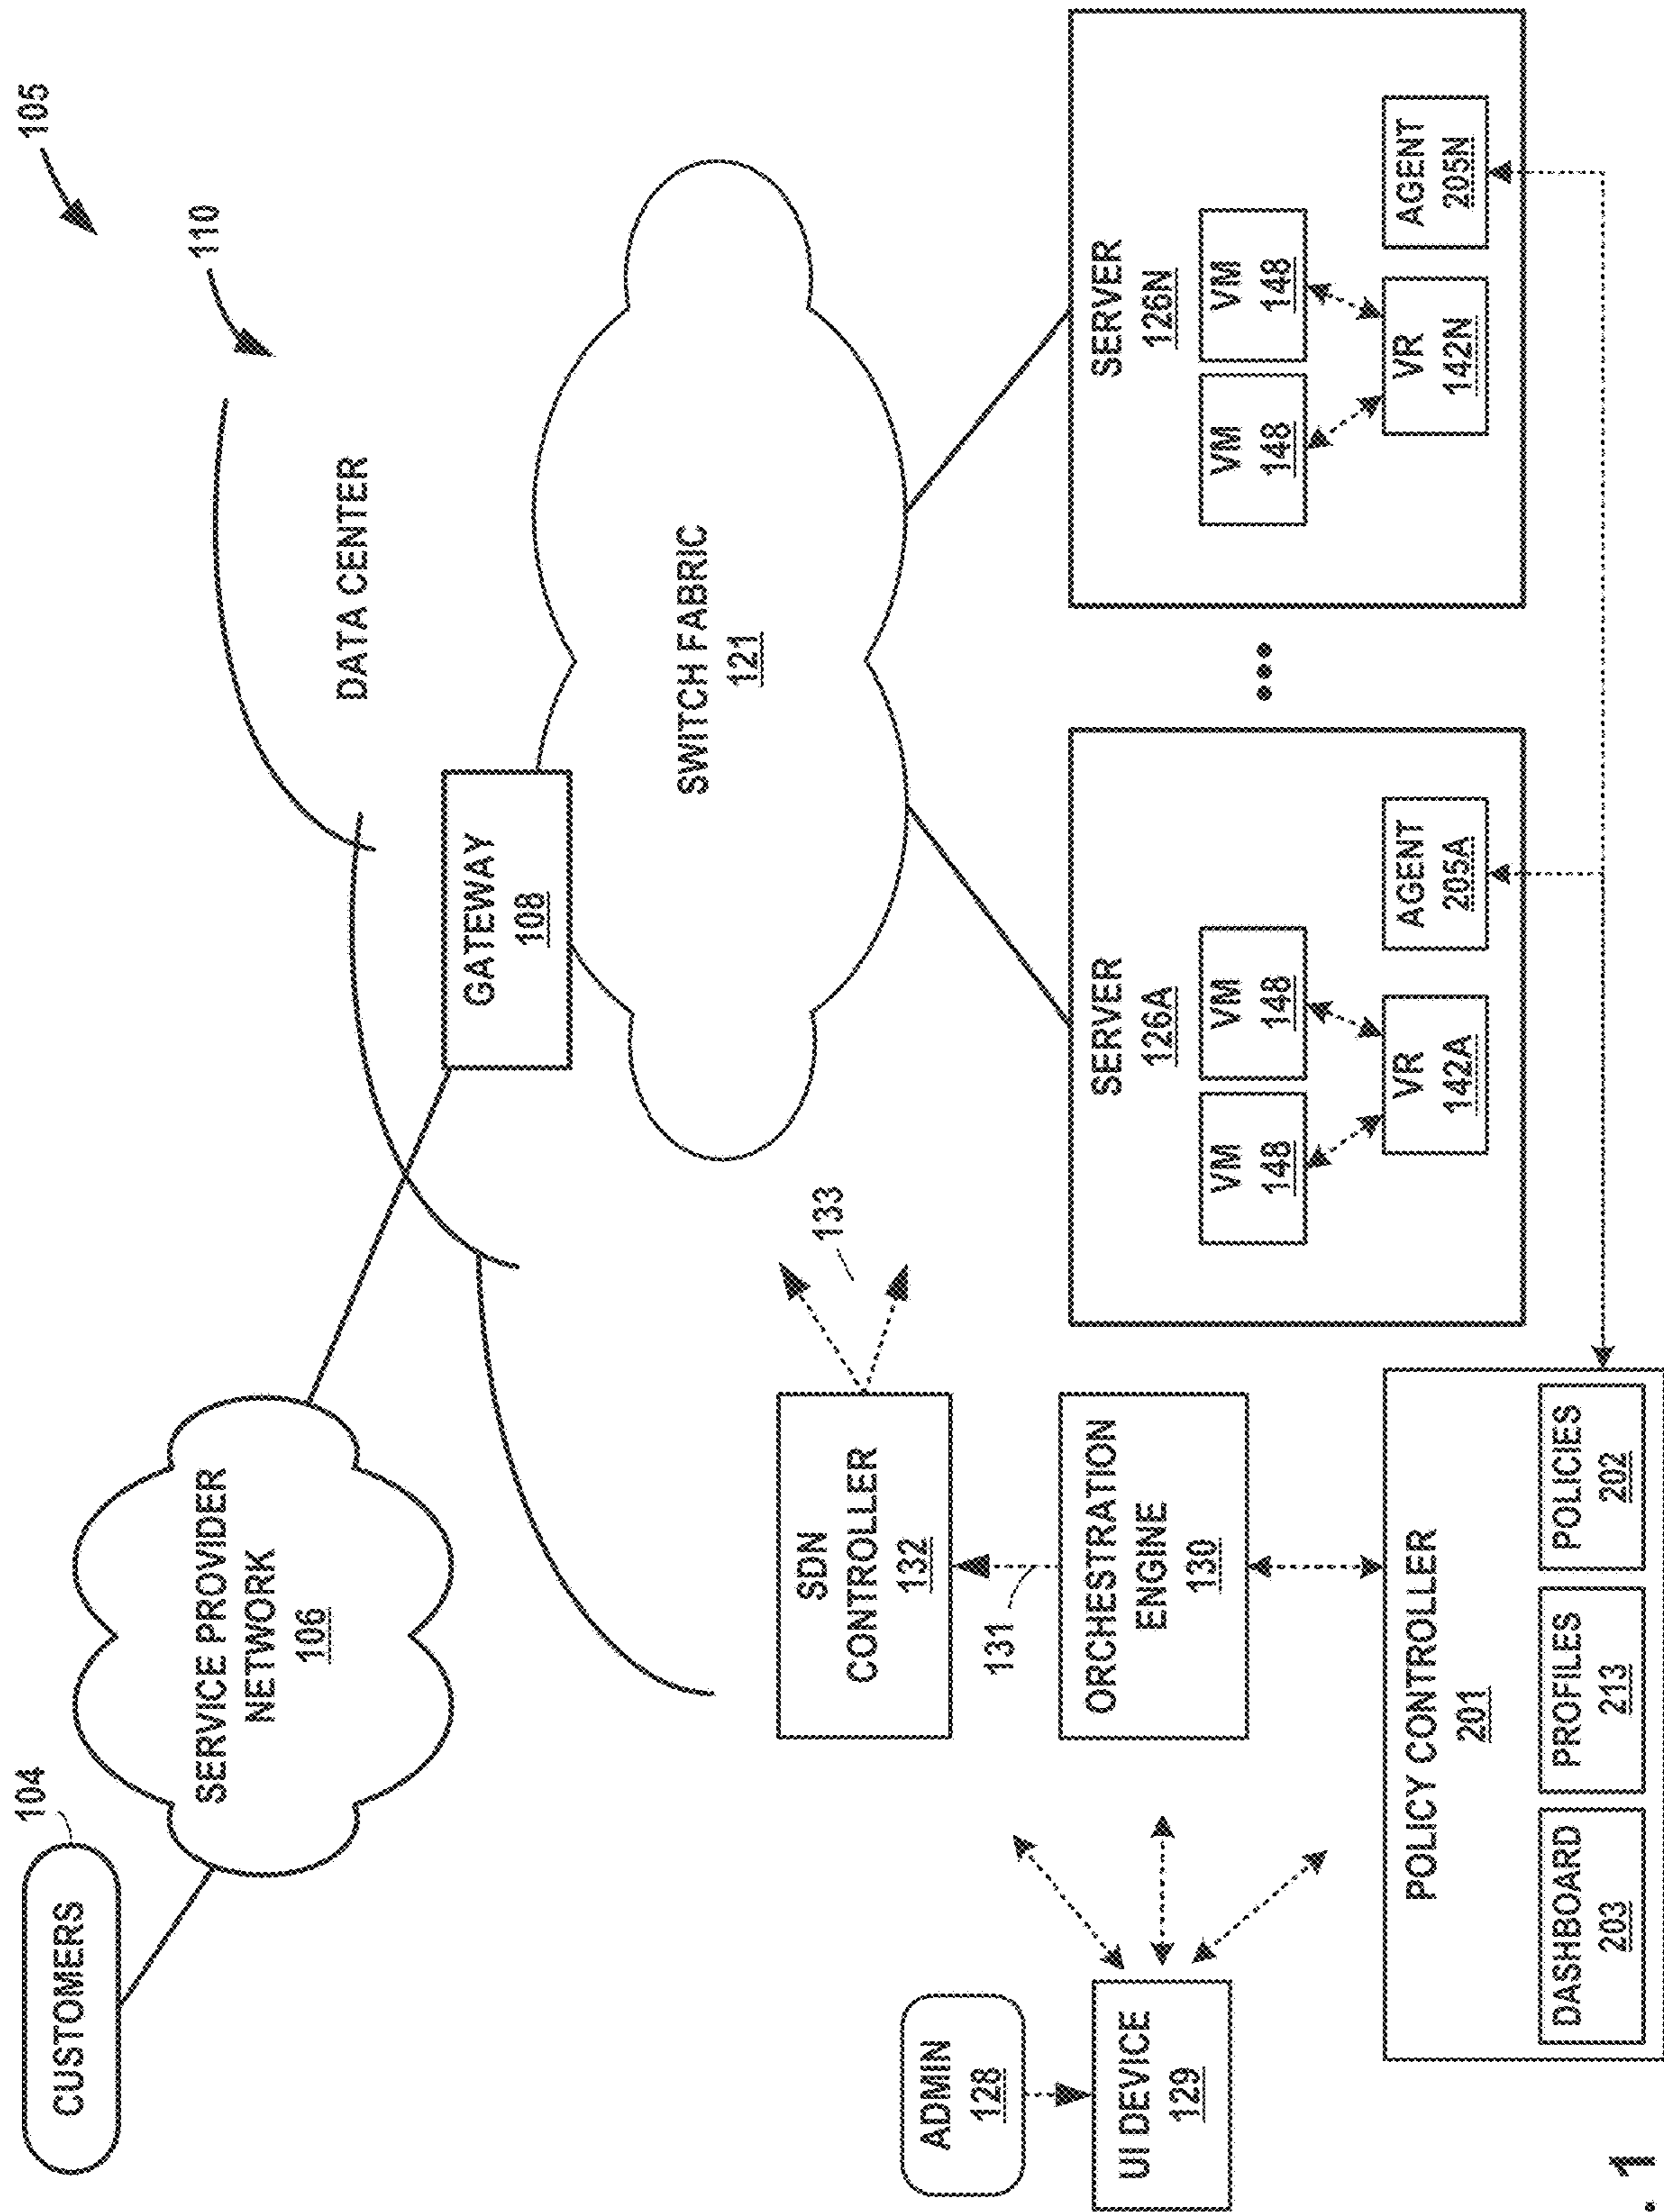 105
104
CUSTOMERS
SERVICE PROVIDER
NETWORK
106
110
DATA CENTER
GATEWAY
108
SWITCH FABRIC
121
133
SDN
CONTROLLER
132
131
ORCHESTRATION
ENGINE
130
ADMIN
128
UI DEVICE
129
SERVER
126A
VM
148
VM
148
VR
142A
AGENT
205A
•••
SERVER
126N
VM
148
VM
148
VR
142N
AGENT
205N
POLICY CONTROLLER
201
DASHBOARD
203
PROFILES
213
POLICIES
202
. 1